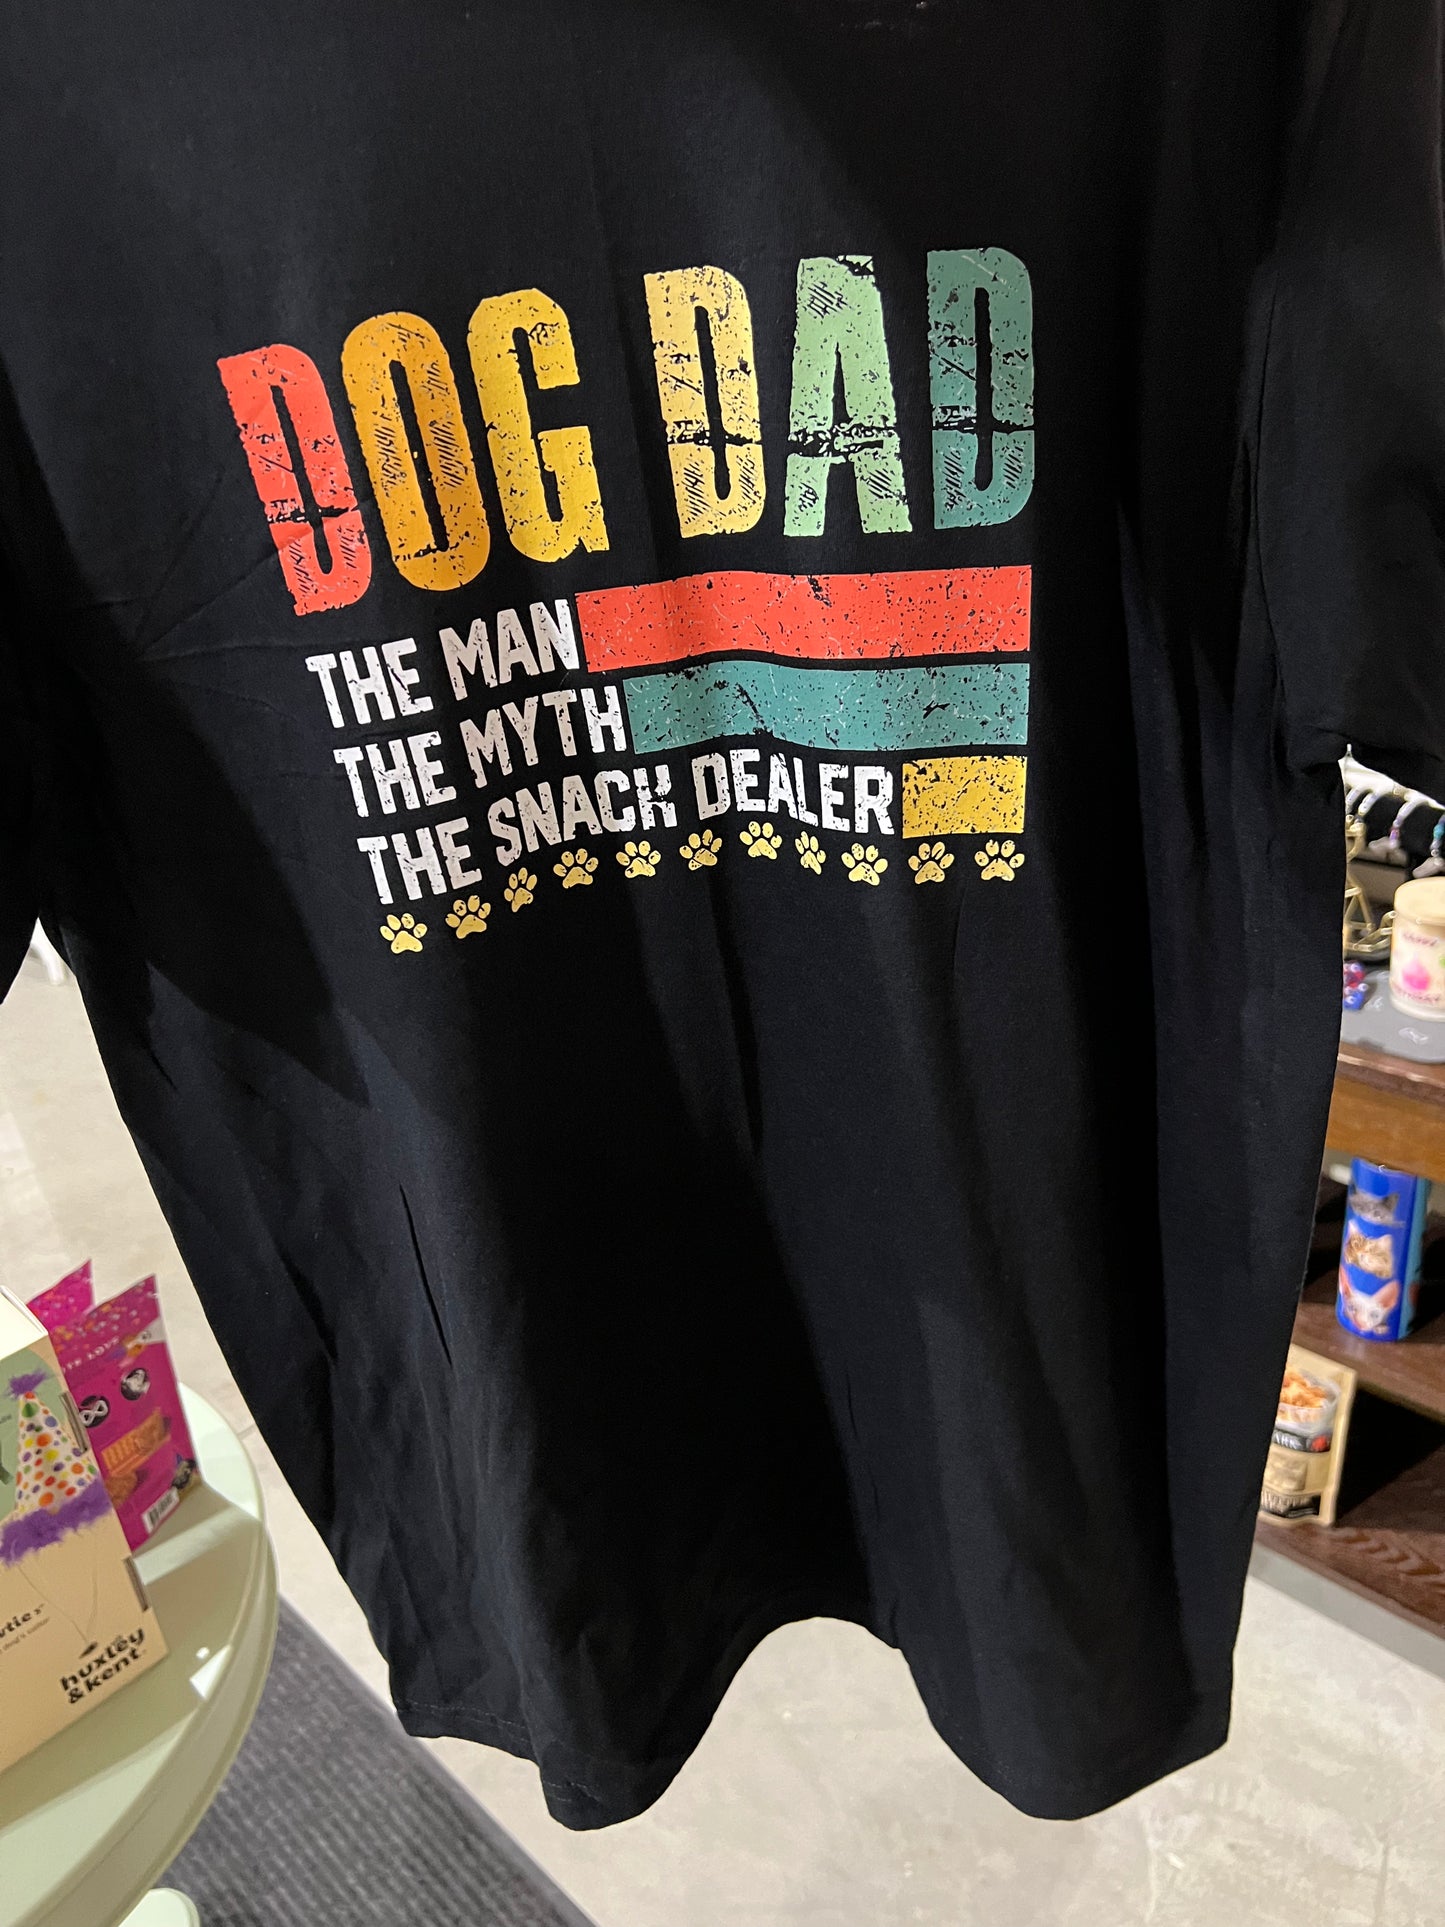 DOG DAD
THE MAN
THE MYTH
THE SNACK DEALER
huxley
&kent